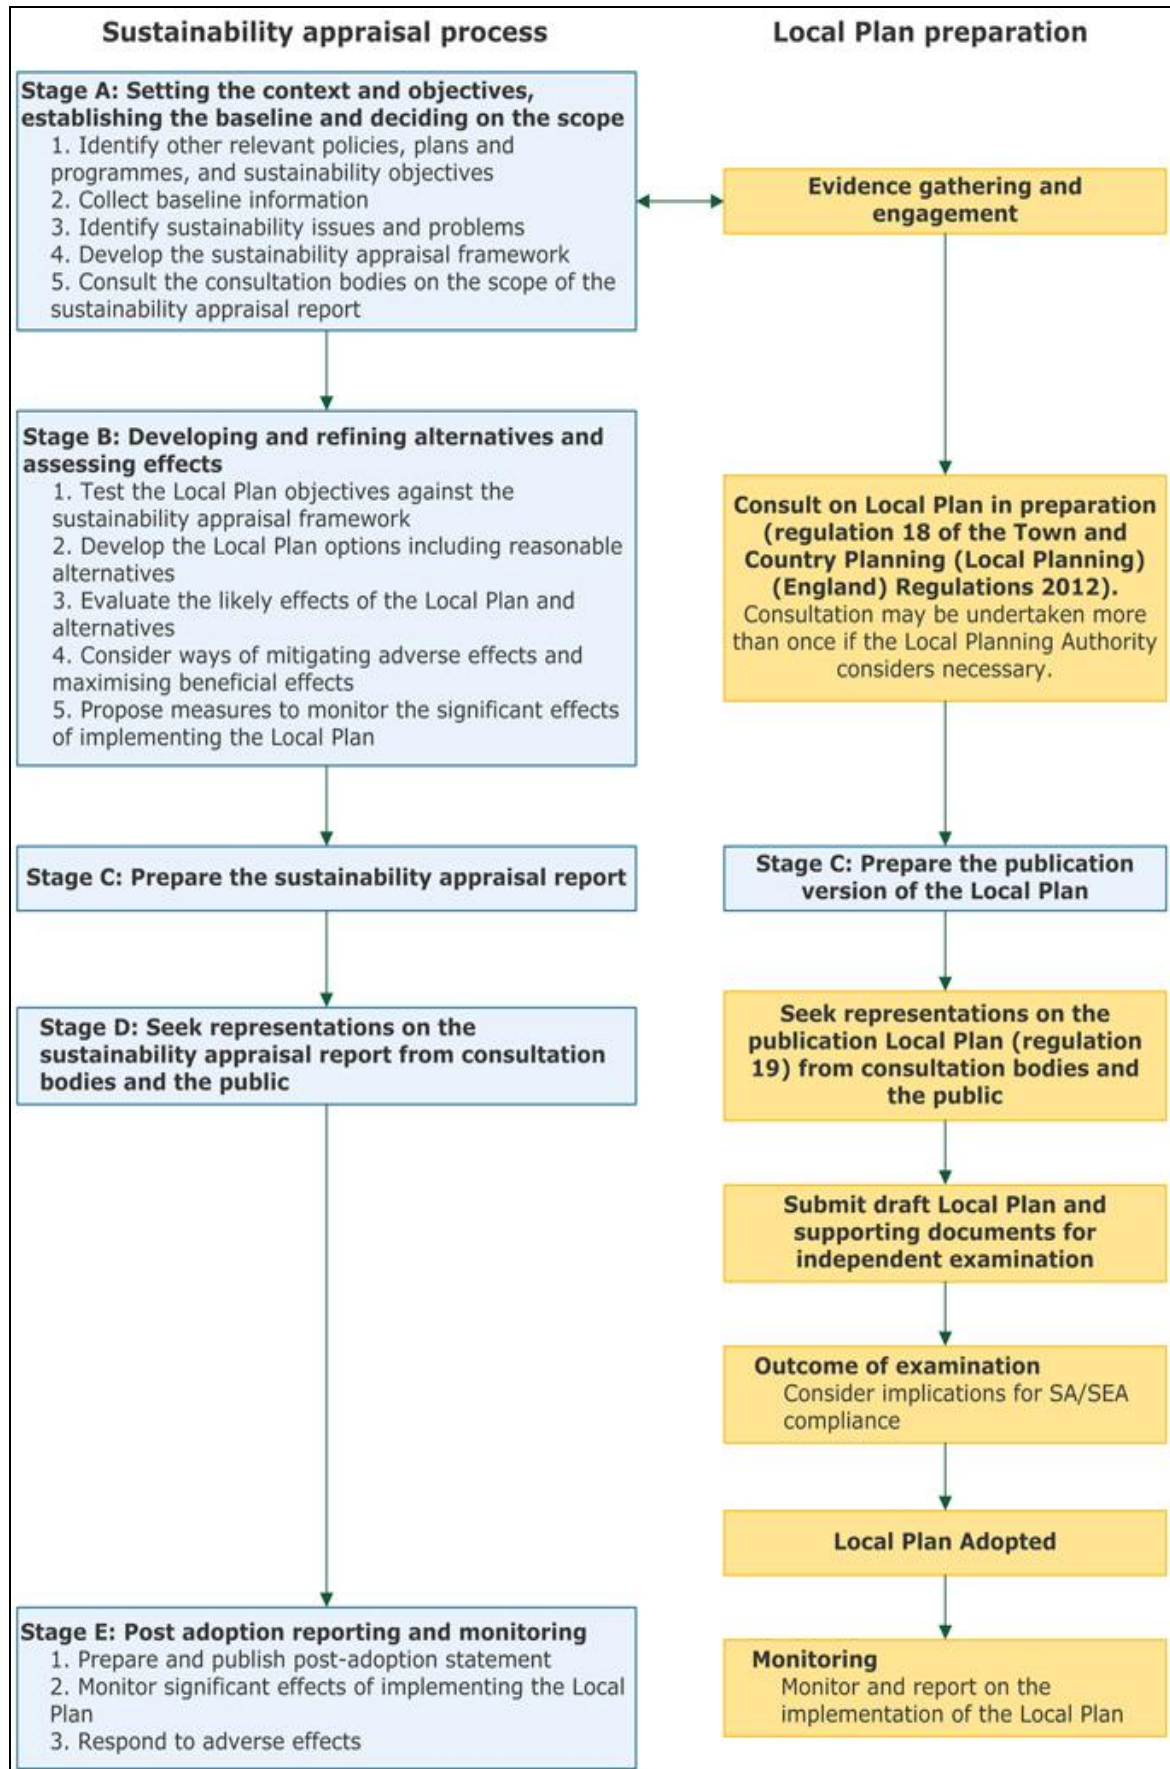 Sustainability appraisal process
Local Plan preparation
Stage A: Setting the context and objectives,
establishing the baseline and deciding on the scope
1. Identify other relevant policies, plans and
programmes, and sustainability objectives
2. Collect baseline information
3. Identify sustainability issues and problems
4. Develop the sustainability appraisal framework
5. Consult the consultation bodies on the scope of the
sustainability appraisal report
Evidence gathering and
engagement
Stage B: Developing and refining alternatives and
assessing effects
1. Test the Local Plan objectives against the
sustainability appraisal framework
2. Develop the Local Plan options including reasonable
alternatives
3. Evaluate the likely effects of the Local Plan and
alternatives
4. Consider ways of mitigating adverse effects and
maximising beneficial effects
5. Propose measures to monitor the significant effects
of implementing the Local Plan
Consult on Local Plan in preparation
(regulation 18 of the Town and
Country Planning (Local Planning)
(England) Regulations 2012).
Consultation may be undertaken more
than once if the Local Planning Authority
considers necessary.
Stage C: Prepare the sustainability appraisal report
Stage C: Prepare the publication
version of the Local Plan
Stage D: Seek representations on the
sustainability appraisal report from consultation
bodies and the public
Seek representations on the
publication Local Plan (regulation
19) from consultation bodies and
the public
Submit draft Local Plan and
supporting documents for
independent examination
Outcome of examination
Consider implications for SA/SEA
compliance
Local Plan Adopted
Stage E: Post adoption reporting and monitoring
1. Prepare and publish post-adoption statement
2. Monitor significant effects of implementing the Local
Plan
3. Respond to adverse effects
Monitoring
Monitor and report on the
implementation of the Local Plan